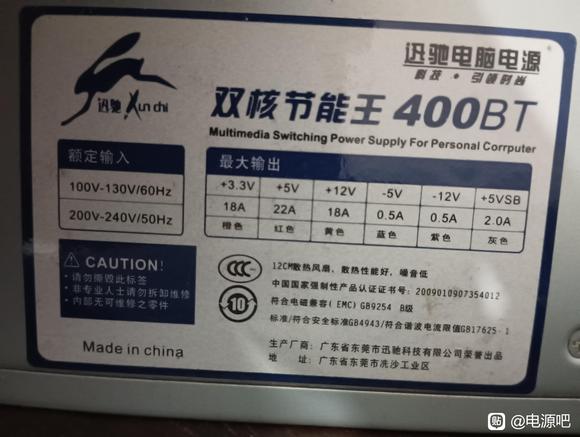 迅驰 Xun chi
迅驰电脑电源
科技·引领时尚
双核节能王 400BT
Multimedia Switching Power Supply For Personal Corrputer
额定输入
100V-130V/60Hz
200V-240V/50Hz
最大输出
+3.3V +5V +12V -5V -12V +5VSB
18A 22A 18A 0.5A 0.5A 2.0A
橙色 红色 黄色 蓝色 紫色 灰色
CAUTION!
·请勿撕毁此标签
·非专业人士请勿拆卸维修
·内部无可维修之零件
CCC
10
12CM散热风扇，散热性能好，噪音低
中国国家强制性产品认证证书号：2009010907354012
符合电磁兼容(EMC)GB9254 B级
标准/符合安全标准GB4943/符合谐波电流限值GB17625-1
Made in china
生产厂商：广东省东莞市迅驰科技有限公司荣誉出品
地址：广东省东莞市冼沙工业区
贴 @电源吧